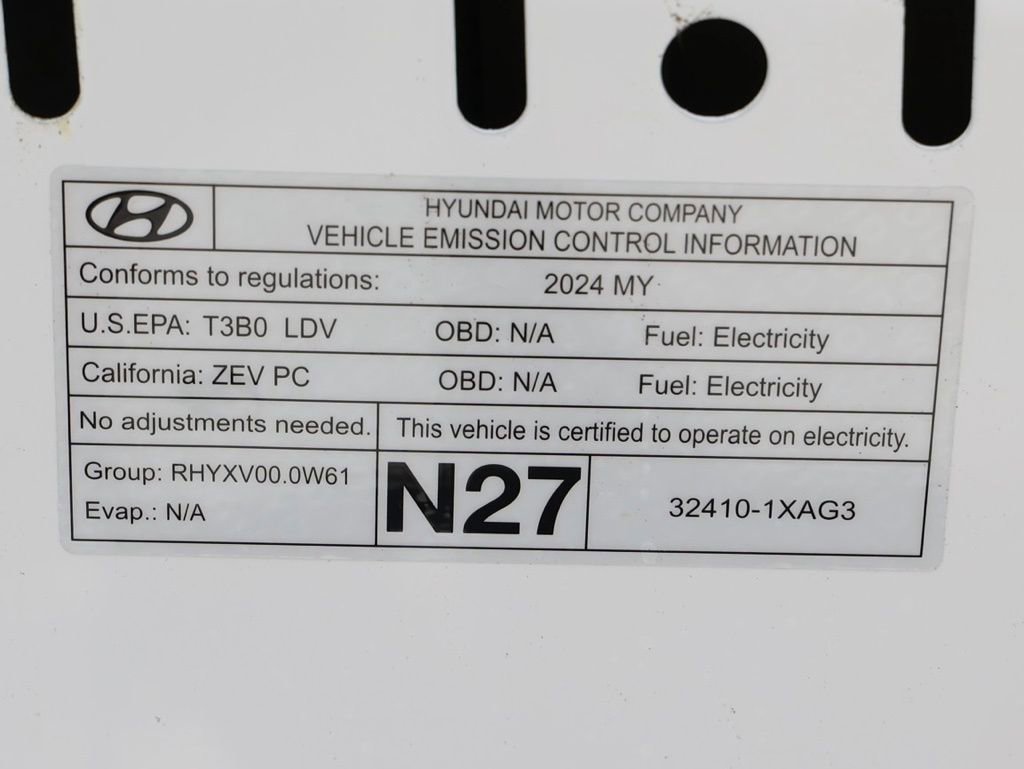 HYUNDAI MOTOR COMPANY
VEHICLE EMISSION CONTROL INFORMATION
Conforms to regulations: 2024 MY
U.S.EPA: T3B0 LDV OBD: N/A Fuel: Electricity
California: ZEV PC OBD: N/A Fuel: Electricity
No adjustments needed. This vehicle is certified to operate on electricity.
Group: RHYXV00.0W61
Evap.: N/A
N27
32410-1XAG3